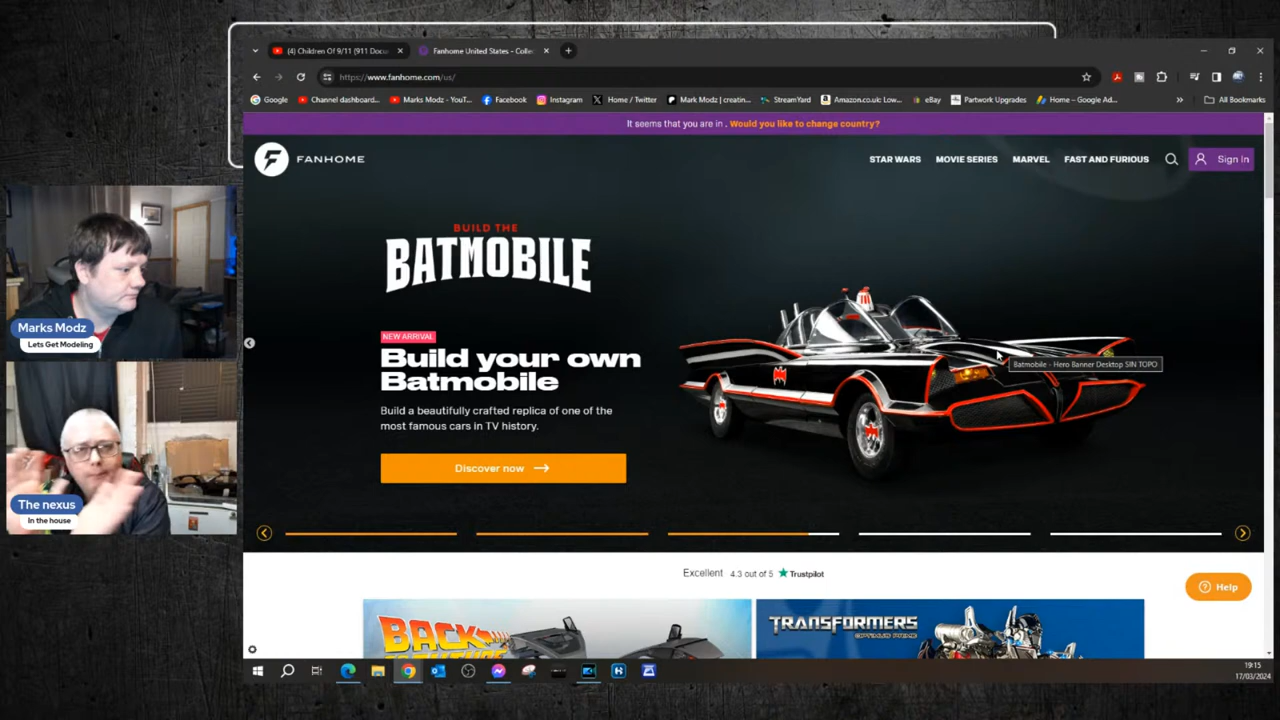 (4) Children Of 9/11 (911 Docu
Fanhome United States - Collec
https://www.fanhome.com/us/
Google
Channel dashboard...
Marks Modz - YouT...
Facebook
Instagram
Home / Twitter
Mark Modz | creatin...
StreamYard
Amazon.co.uk: Low...
eBay
Partwork Upgrades
Home – Google Ad...
All Bookmarks
It seems that you are in . Would you like to change country?
FANHOME
STAR WARS
MOVIE SERIES
MARVEL
FAST AND FURIOUS
Sign In
BUILD THE
BATMOBILE
NEW ARRIVAL
Build your own
Batmobile
Build a beautifully crafted replica of one of the
most famous cars in TV history.
Discover now
Batmobile - Hero Banner Desktop SIN TOPO
Marks Modz
Lets Get Modeling
The nexus
In the house
Excellent 4.3 out of 5 Trustpilot
Help
BACK
TRANSFORMERS
OPTIMUS PRIME
19:15
17/03/2024